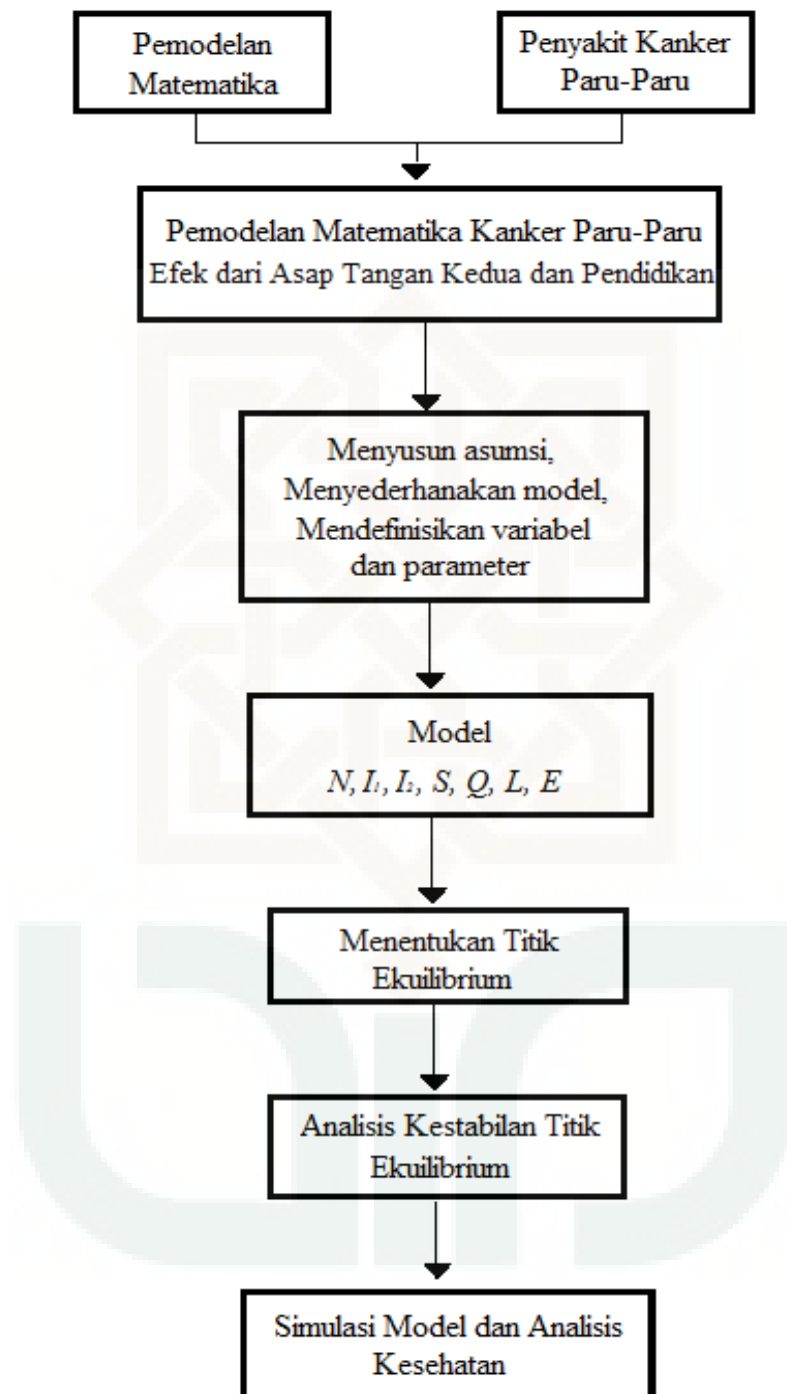 Pemodelan
Matematika
Penyakit Kanker
Paru-Paru
Pemodelan Matematika Kanker Paru-Paru
Efek dari Asap Tangan Kedua dan Pendidikan
Menyusun asumsi,
Menyederhanakan model,
Mendefinisikan variabel
dan parameter
Model
N, I₁, I₂, S, Q, L, E
Menentukan Titik
Ekuilibrium
Analisis Kestabilan Titik
Ekuilibrium
Simulasi Model dan Analisis
Kesehatan